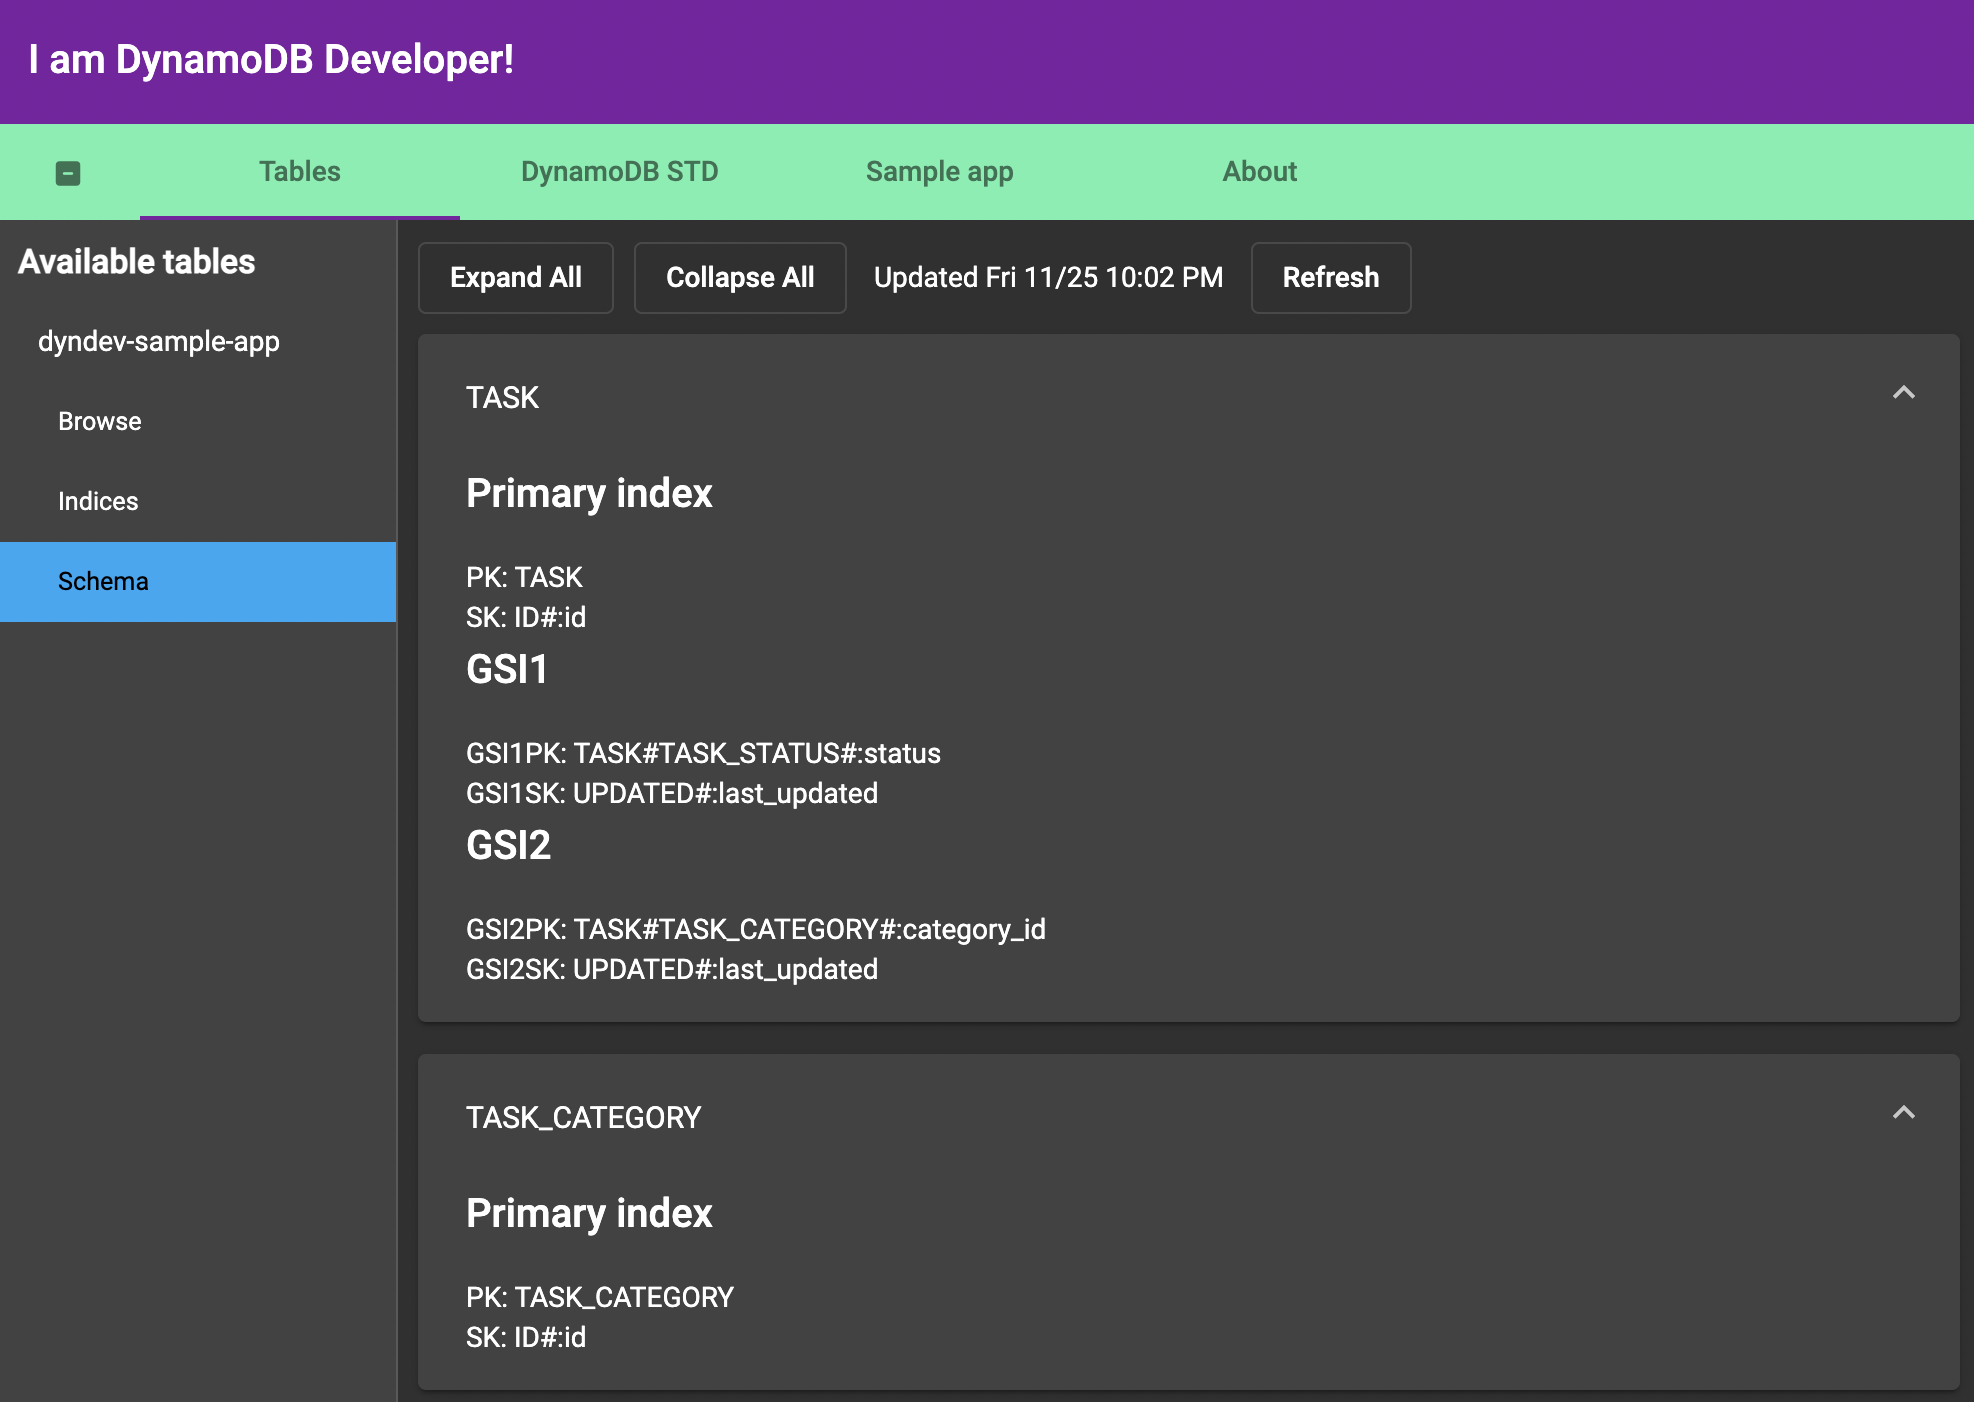 I am DynamoDB Developer!
Tables DynamoDB STD Sample app About
Available tables
dyndev-sample-app
Browse
Indices
Schema
Expand All Collapse All Updated Fri 11/25 10:02 PM Refresh
TASK
Primary index
PK: TASK
SK: ID#:id
GSI1
GSI1PK: TASK#TASK_STATUS#:status
GSI1SK: UPDATED#:last_updated
GSI2
GSI2PK: TASK#TASK_CATEGORY#:category_id
GSI2SK: UPDATED#:last_updated
TASK_CATEGORY
Primary index
PK: TASK_CATEGORY
SK: ID#:id